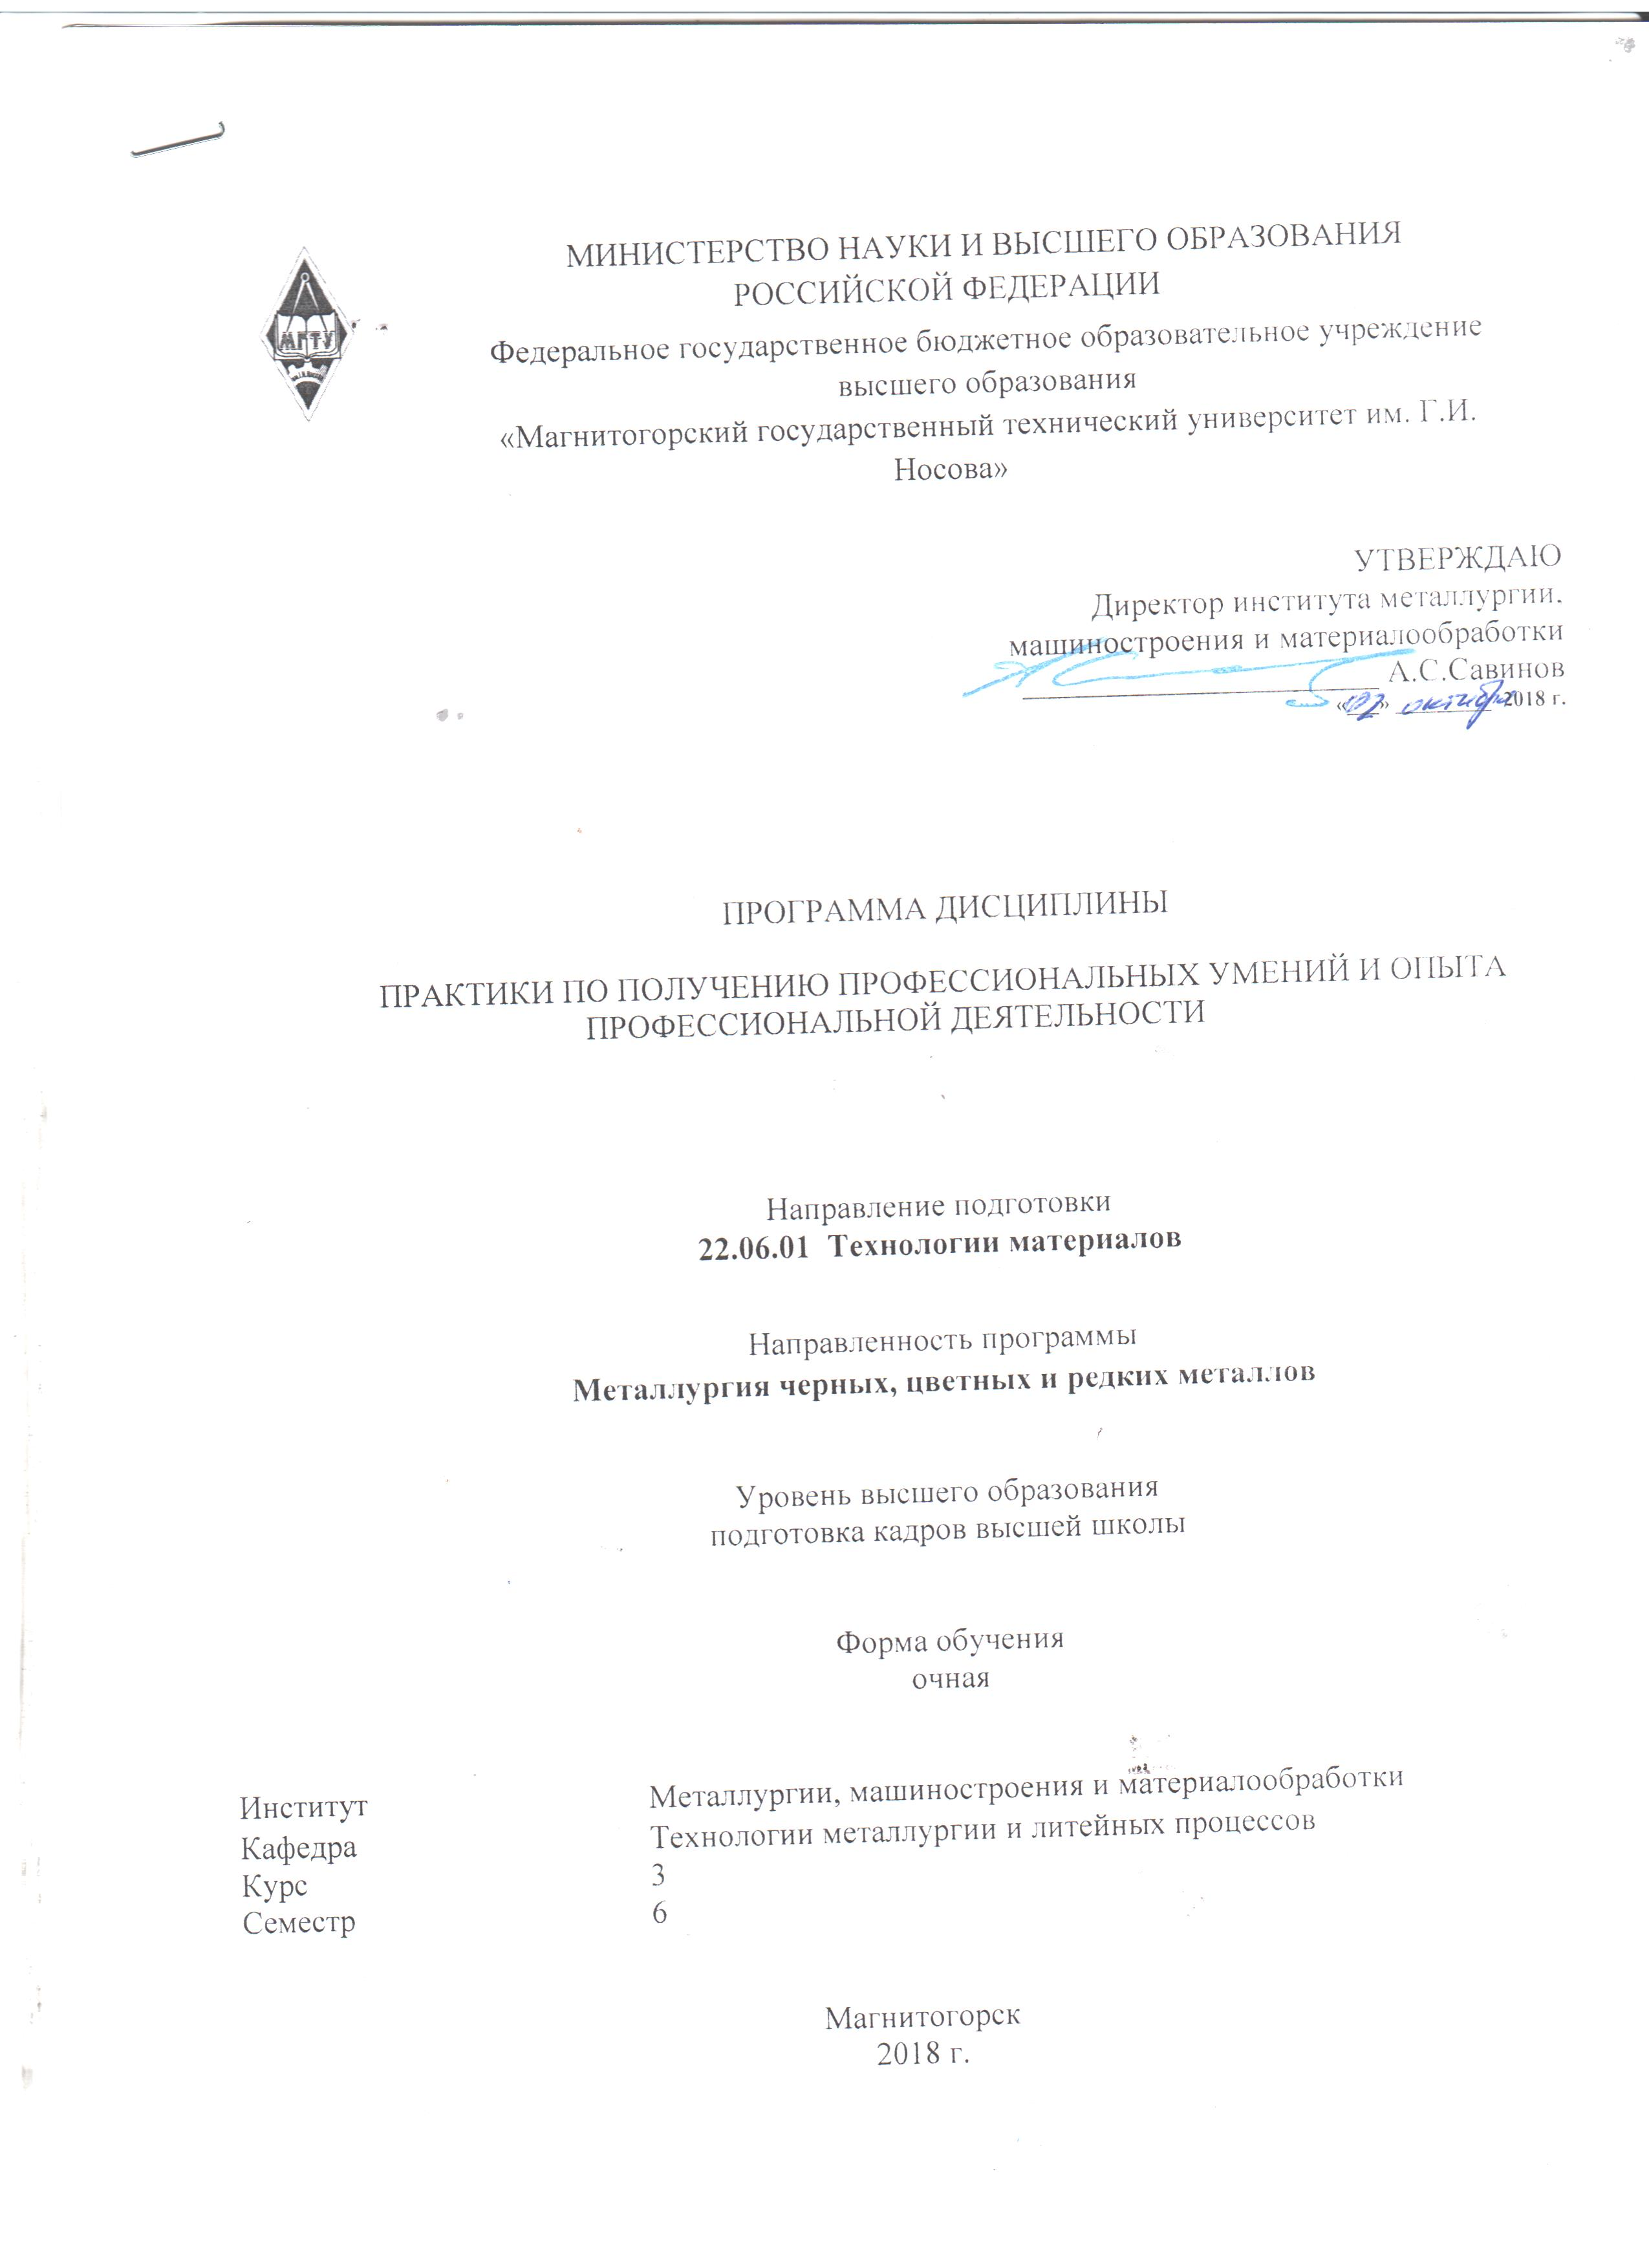 МИНИСТЕРСТВО НАУКИ И ВЫСШЕГО ОБРАЗОВАНИЯ
РОССИЙСКОЙ ФЕДЕРАЦИИ
Федеральное государственное бюджетное образовательное учреждение
высшего образования
«Магнитогорский государственный технический университет им. Г.И.
Носова»
МГТУ
УТВЕРЖДАЮ
Директор института металлургии.
машиностроения и материалообработки
А.С.Савинов
«02» октября 2018 г.
ПРОГРАММА ДИСЦИПЛИНЫ
ПРАКТИКИ ПО ПОЛУЧЕНИЮ ПРОФЕССИОНАЛЬНЫХ УМЕНИЙ И ОПЫТА
ПРОФЕССИОНАЛЬНОЙ ДЕЯТЕЛЬНОСТИ
Направление подготовки
22.06.01 Технологии материалов
Направленность программы
Металлургия черных, цветных и редких металлов
Уровень высшего образования
подготовка кадров высшей школы
Форма обучения
очная
Институт Металлургии, машиностроения и материалообработки
Кафедра Технологии металлургии и литейных процессов
Курс 3
Семестр 6
Магнитогорск
2018 г.